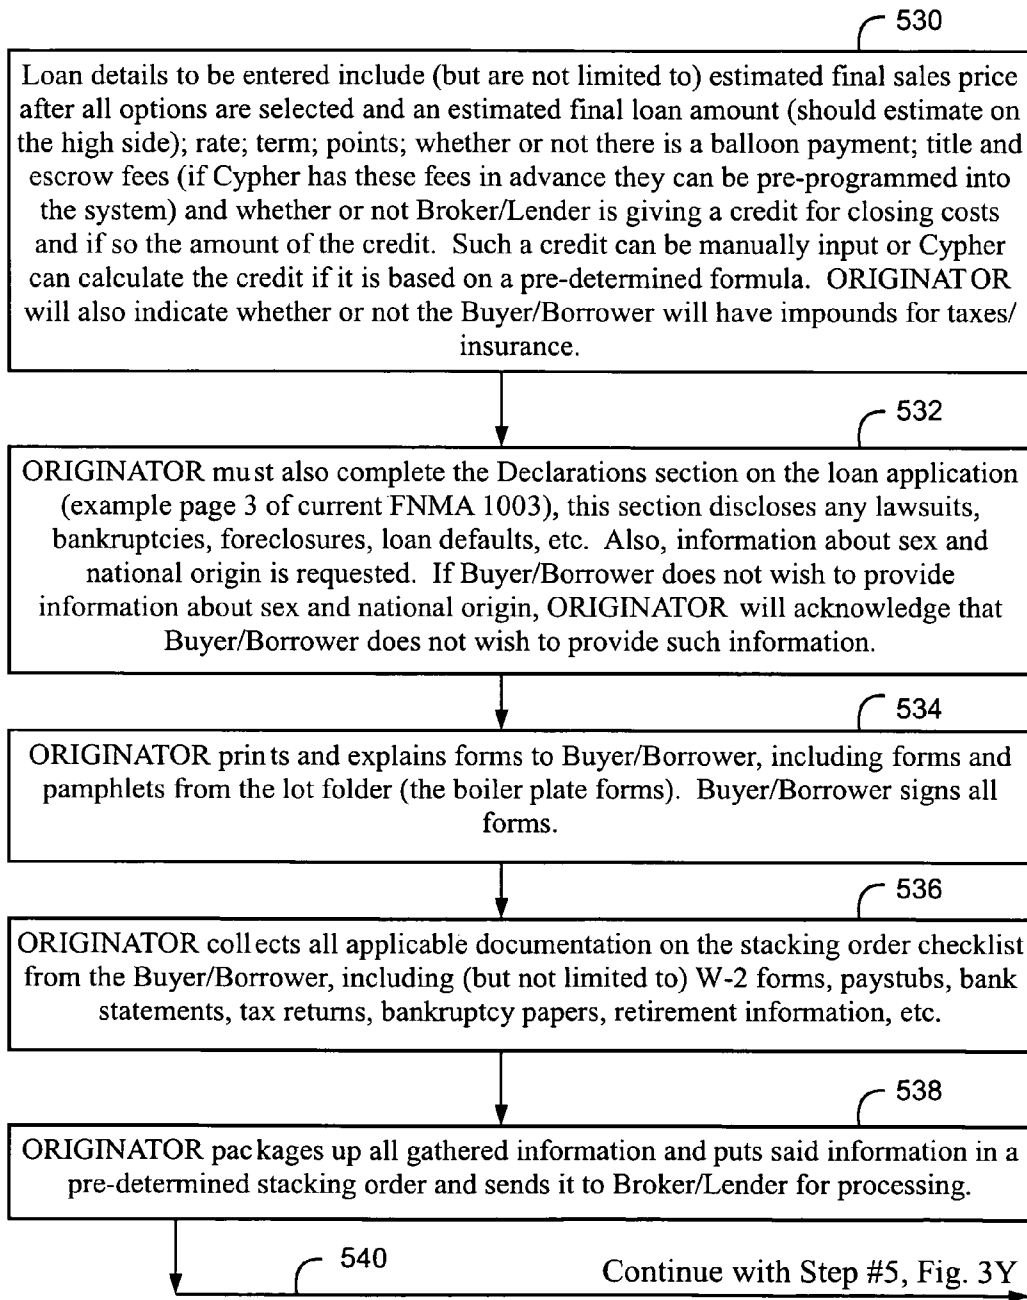 530
Loan details to be entered include (but are not limited to) estimated final sales price
after all options are selected and an estimated final loan amount (should estimate on
the high side); rate; term; points; whether or not there is a balloon payment; title and
escrow fees (if Cypher has these fees in advance they can be pre-programmed into
the system) and whether or not Broker/Lender is giving a credit for closing costs
and if so the amount of the credit. Such a credit can be manually input or Cypher
can calculate the credit if it is based on a pre-determined formula. ORIGINATOR
will also indicate whether or not the Buyer/Borrower will have impounds for taxes/
insurance.
532
ORIGINATOR must also complete the Declarations section on the loan application
(example page 3 of current FNMA 1003), this section discloses any lawsuits,
bankruptcies, foreclosures, loan defaults, etc. Also, information about sex and
national origin is requested. If Buyer/Borrower does not wish to provide
information about sex and national origin, ORIGINATOR will acknowledge that
Buyer/Borrower does not wish to provide such information.
534
ORIGINATOR prints and explains forms to Buyer/Borrower, including forms and
pamphlets from the lot folder (the boiler plate forms). Buyer/Borrower signs all
forms.
536
ORIGINATOR collects all applicable documentation on the stacking order checklist
from the Buyer/Borrower, including (but not limited to) W-2 forms, paystubs, bank
statements, tax returns, bankruptcy papers, retirement information, etc.
538
ORIGINATOR packages up all gathered information and puts said information in a
pre-determined stacking order and sends it to Broker/Lender for processing.
540
Continue with Step #5, Fig. 3Y